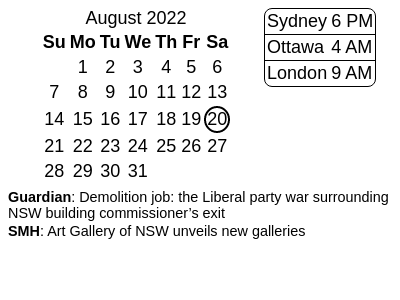 August 2022
Su Mo Tu We Th Fr Sa
1 2 3 4 5 6
7 8 9 10 11 12 13
14 15 16 17 18 19 20
21 22 23 24 25 26 27
28 29 30 31
Sydney 6 PM
Ottawa 4 AM
London 9 AM
Guardian: Demolition job: the Liberal party war surrounding
NSW building commissioner’s exit
SMH: Art Gallery of NSW unveils new galleries